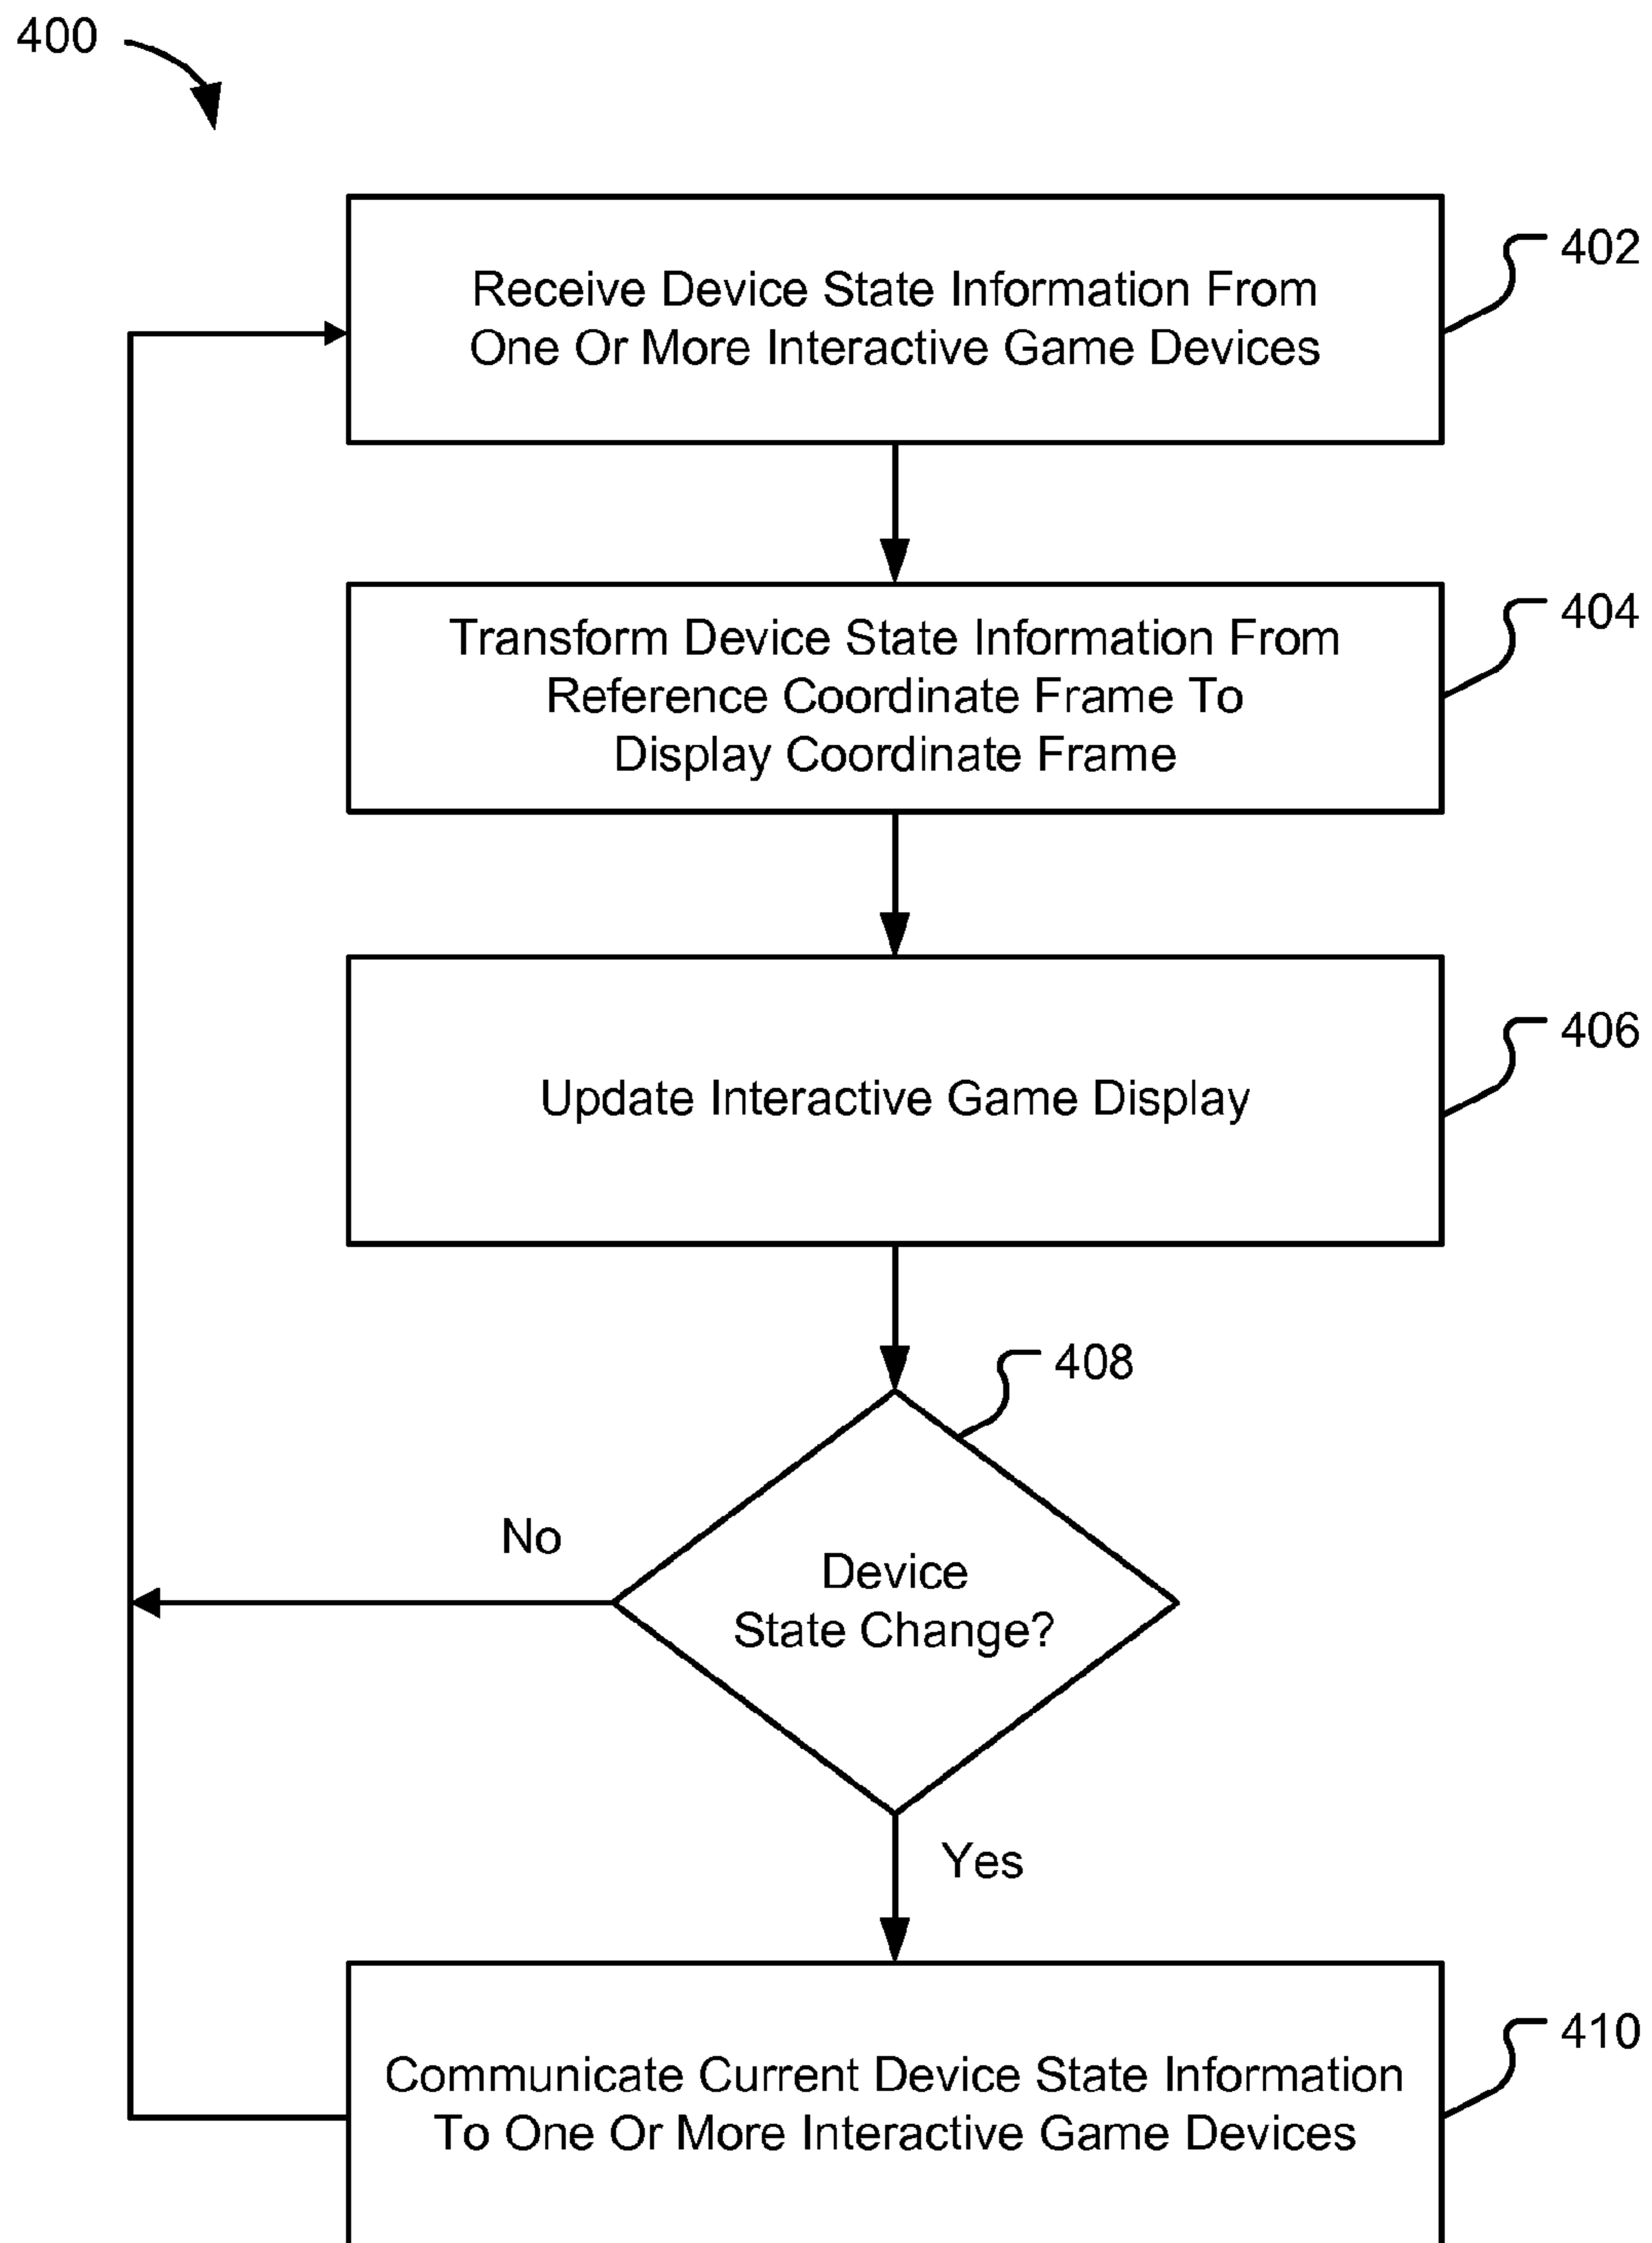 400
Receive Device State Information From
One Or More Interactive Game Devices
402
Transform Device State Information From
Reference Coordinate Frame To
Display Coordinate Frame
404
Update Interactive Game Display
406
408
Device
State Change?
No
Yes
Communicate Current Device State Information
To One Or More Interactive Game Devices
410